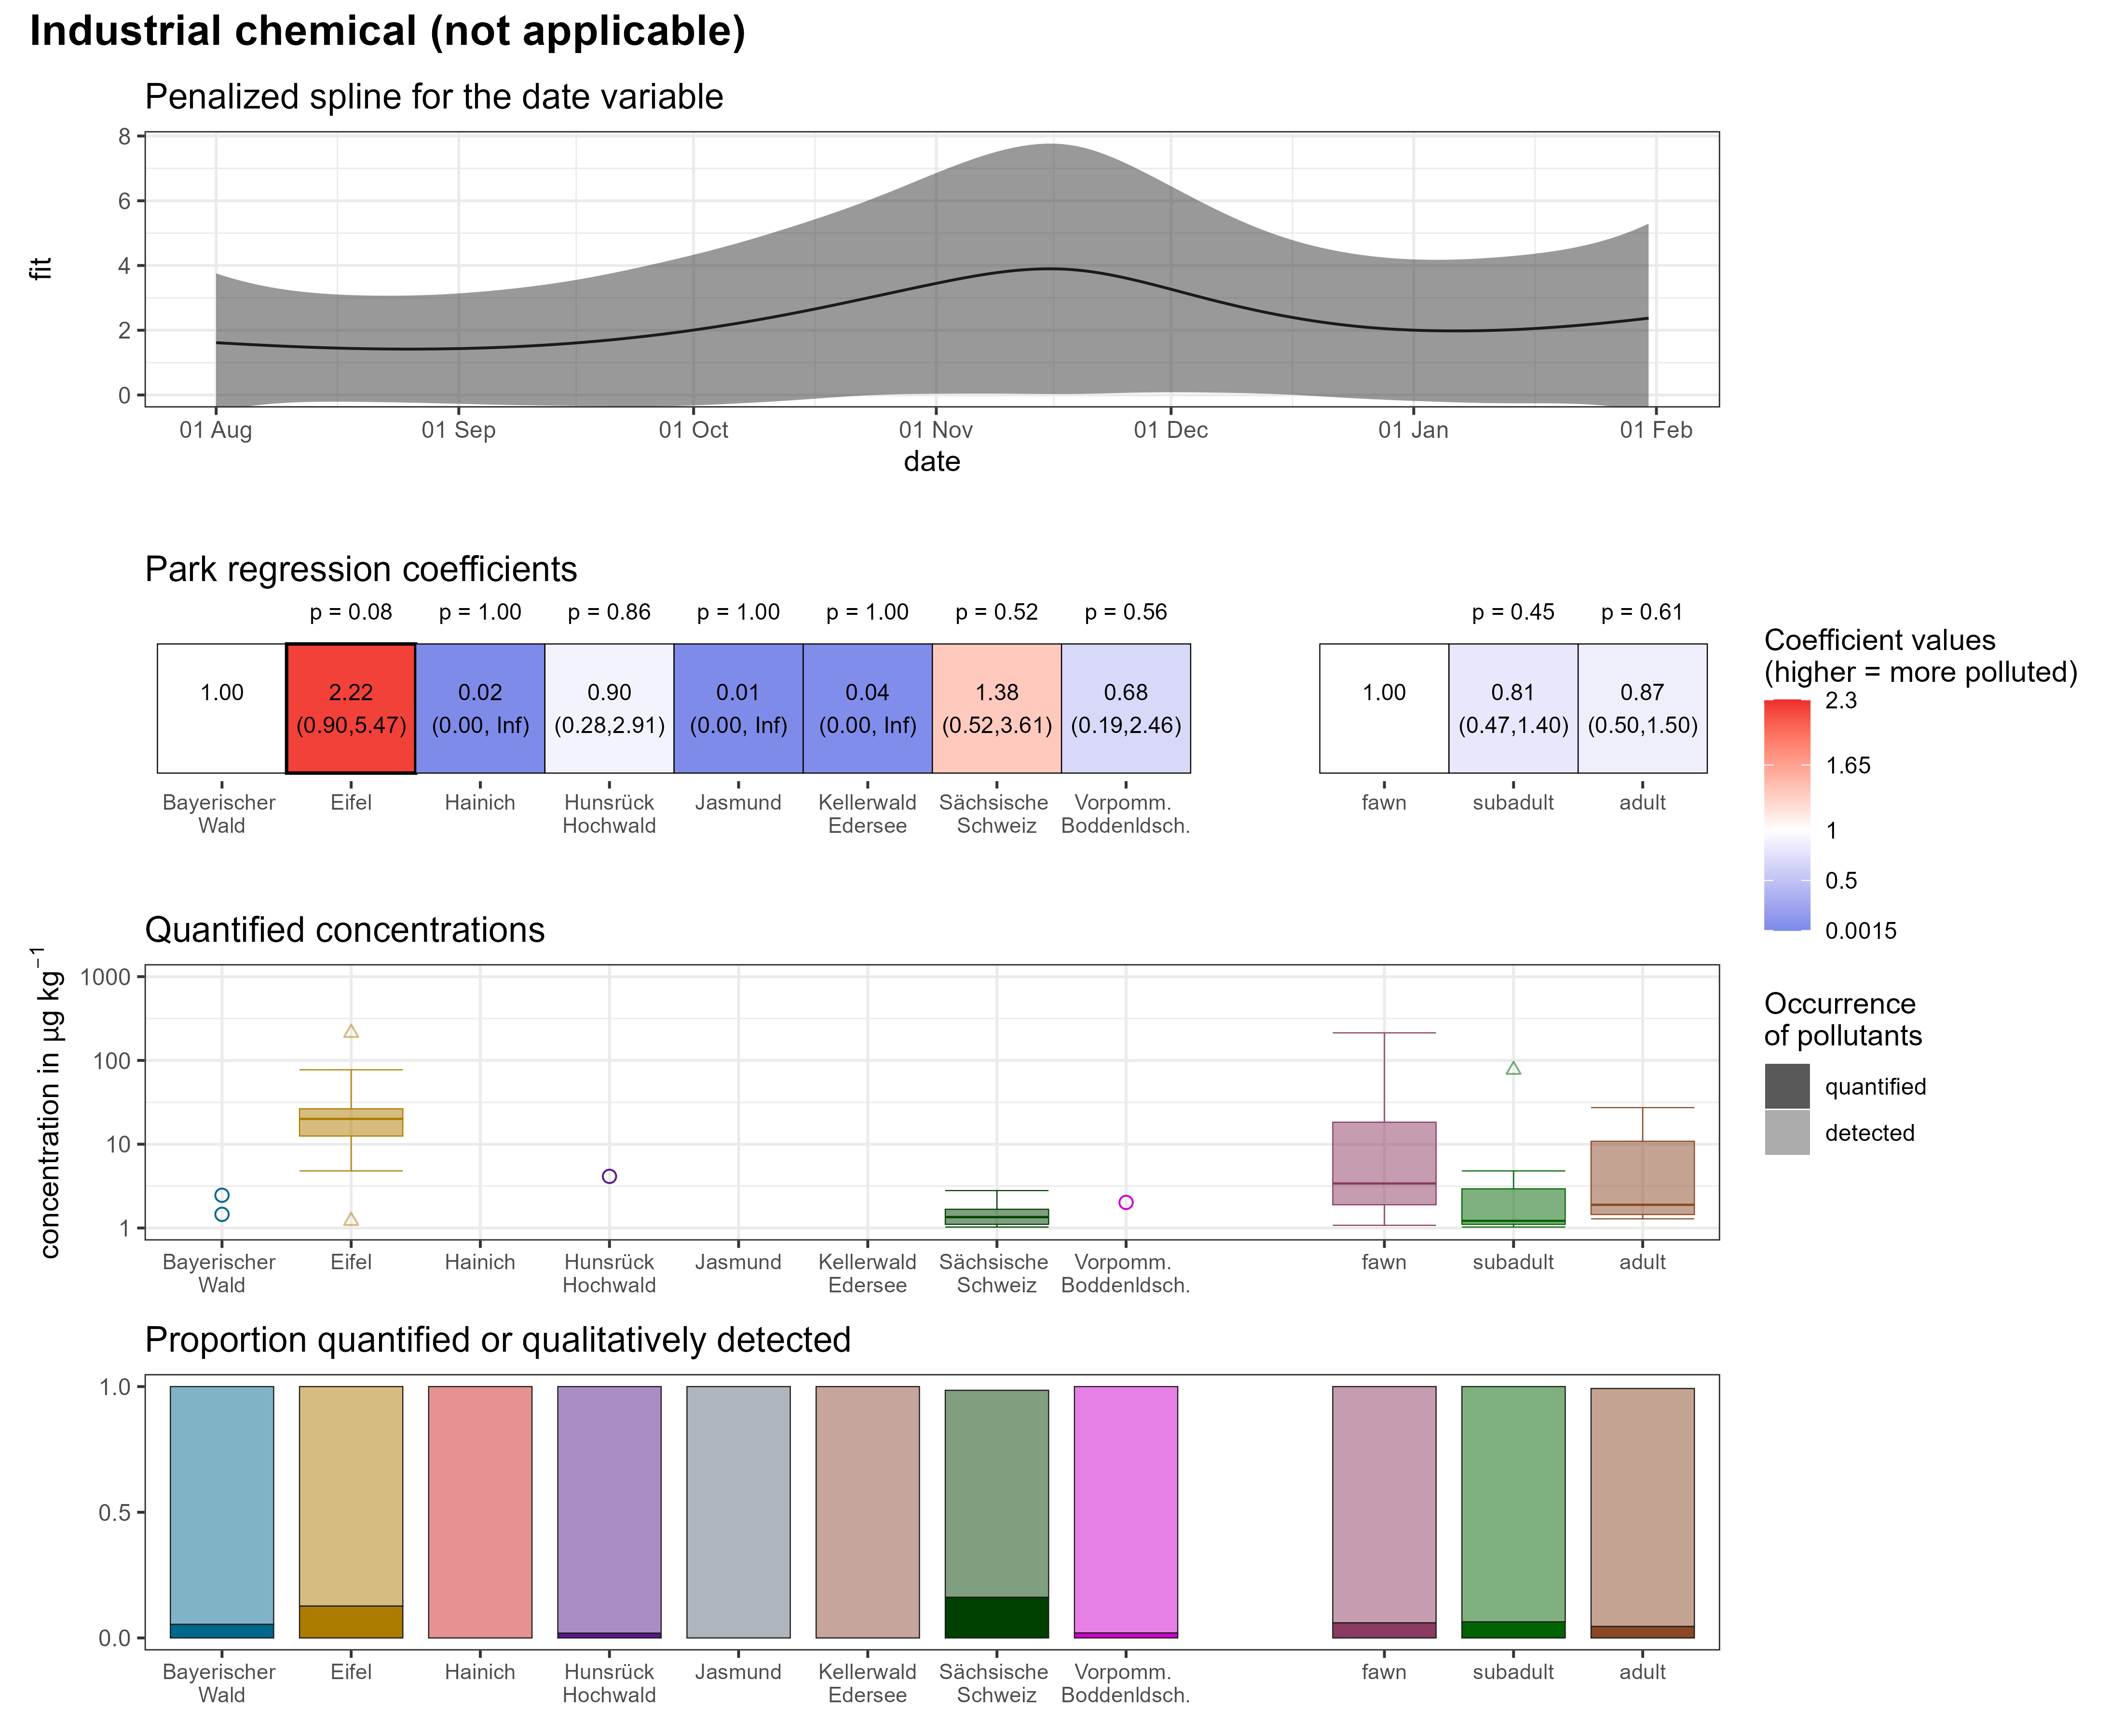 Industrial chemical (not applicable)
Penalized spline for the date variable
8
6
4
2
0
fit
01 Aug 01 Sep 01 Oct 01 Nov 01 Dec 01 Jan 01 Feb
date
Park regression coefficients
p = 0.08 p = 1.00 p = 0.86 p = 1.00 p = 1.00 p = 0.52 p = 0.56 p = 0.45 p = 0.61
1.00 2.22 0.02 0.90 0.01 0.04 1.38 0.68 1.00 0.81 0.87
(0.90,5.47) (0.00, Inf) (0.28,2.91) (0.00, Inf) (0.00, Inf) (0.52,3.61) (0.19,2.46) (0.47,1.40) (0.50,1.50)
Bayerischer Eifel Hainich Hunsrück Jasmund Kellerwald Sächsische Vorpomm. fawn subadult adult
Wald Hochwald Edersee Schweiz Boddenldsch.
Coefficient values
(higher = more polluted)
2.3
1.65
1
0.5
0.0015
Quantified concentrations
concentration in µg kg⁻¹
1000
100
10
1
Bayerischer Eifel Hainich Hunsrück Jasmund Kellerwald Sächsische Vorpomm. fawn subadult adult
Wald Hochwald Edersee Schweiz Boddenldsch.
Occurrence
of pollutants
quantified
detected
Proportion quantified or qualitatively detected
1.0
0.5
0.0
Bayerischer Eifel Hainich Hunsrück Jasmund Kellerwald Sächsische Vorpomm. fawn subadult adult
Wald Hochwald Edersee Schweiz Boddenldsch.